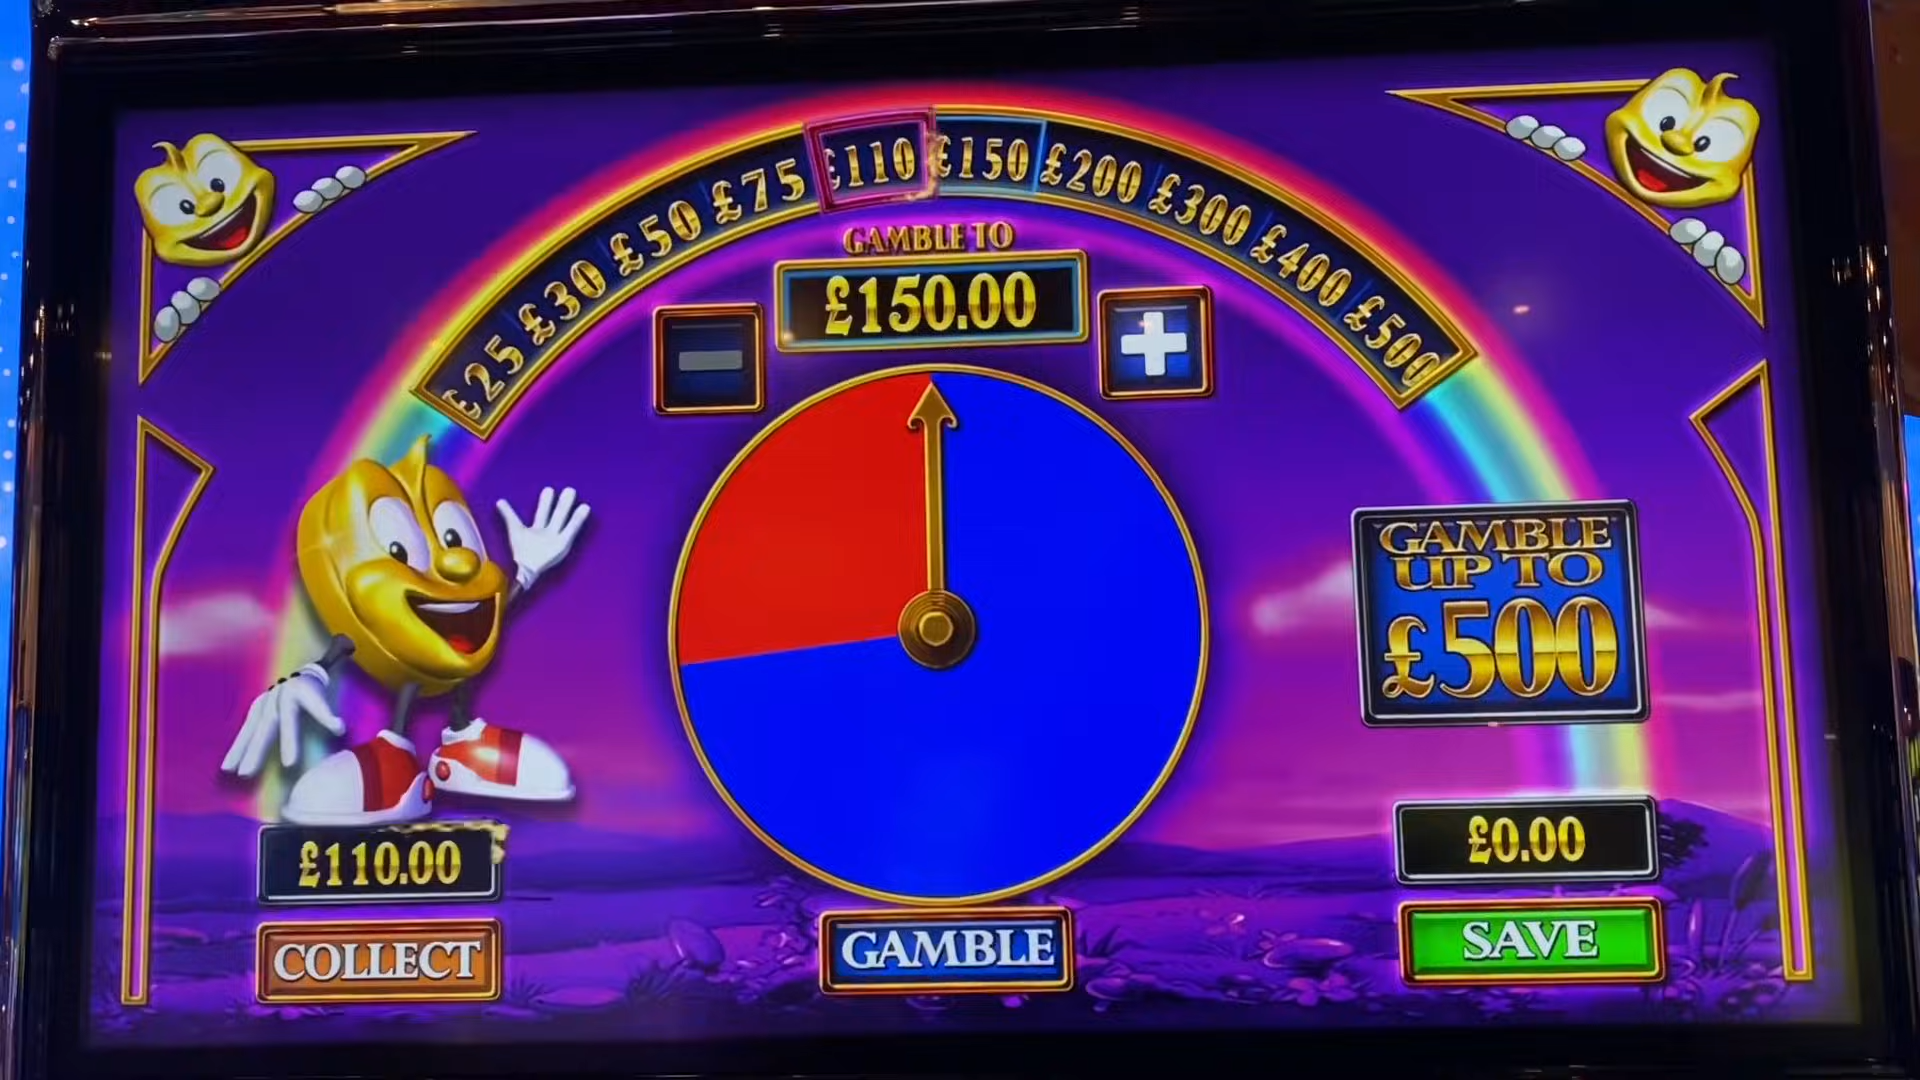 £25 £30 £50 £75 £110 £150 £200 £300 £400 £500
GAMBLE TO
£150.00
GAMBLE
UP TO
£500
£110.00
£0.00
COLLECT
GAMBLE
SAVE